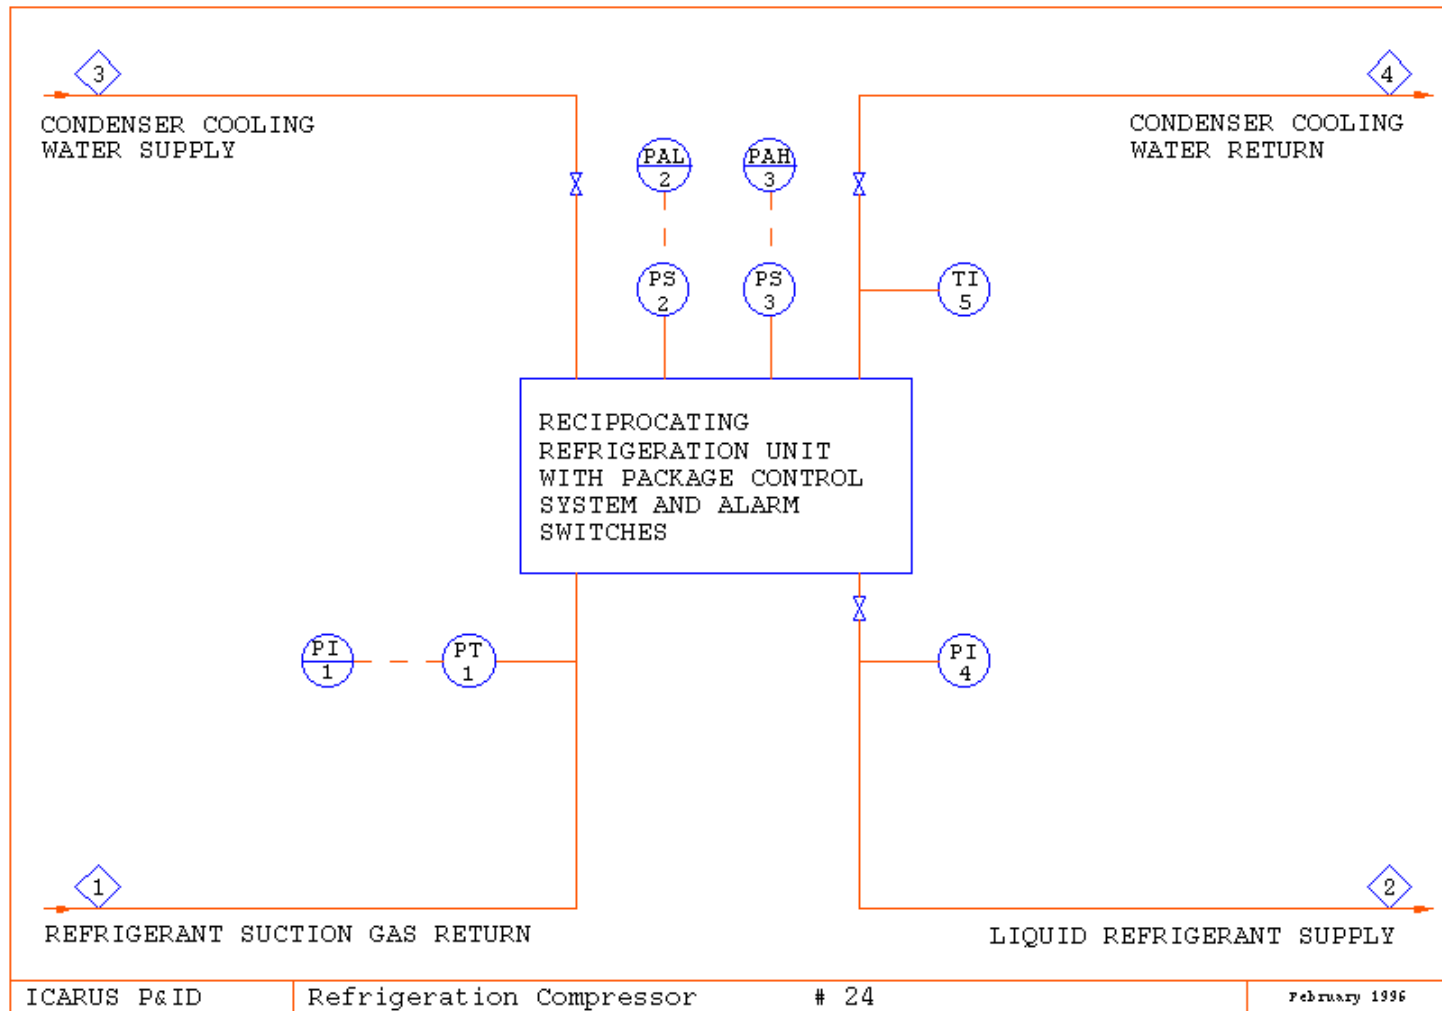 3
4
CONDENSER COOLING
WATER SUPPLY
CONDENSER COOLING
WATER RETURN
PAL
2
PAH
3
PS
2
PS
3
TI
5
RECIPROCATING
REFRIGERATION UNIT
WITH PACKAGE CONTROL
SYSTEM AND ALARM
SWITCHES
PI
1
PT
1
PI
4
1
2
REFRIGERANT SUCTION GAS RETURN
LIQUID REFRIGERANT SUPPLY
ICARUS P&ID
Refrigeration Compressor # 24
February 1996